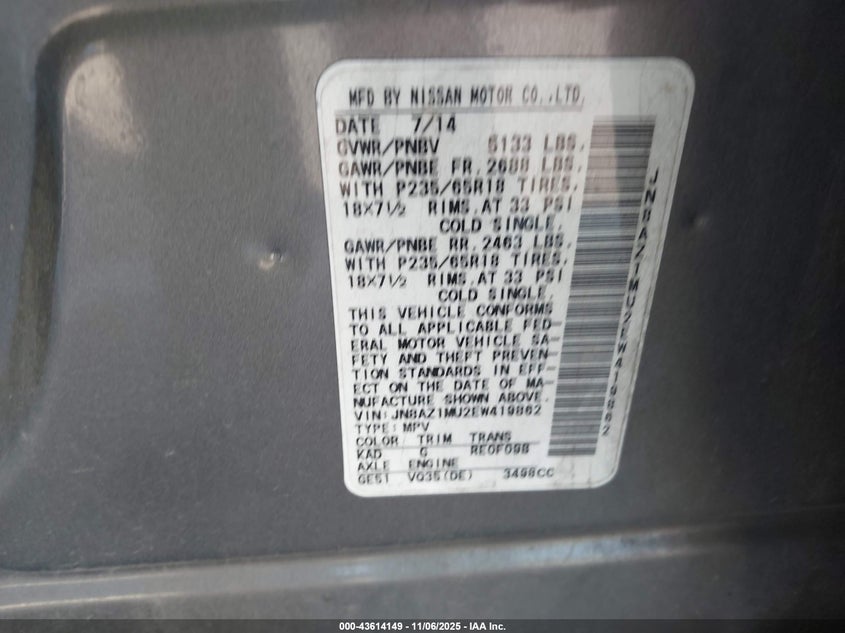 MFD BY NISSAN MOTOR CO.,LTD.
DATE 7/14
GVWR/PNBV 5133 LBS.
GAWR/PNBE FR. 2688 LBS.
WITH P235/65R18 TIRES,
18×7½ RIMS, AT 33 PSI
COLD SINGLE.
GAWR/PNBE RR. 2463 LBS.
WITH P235/65R18 TIRES,
18×7½ RIMS, AT 33 PSI
COLD SINGLE.
THIS VEHICLE CONFORMS
TO ALL APPLICABLE FED-
ERAL MOTOR VEHICLE SA-
FETY AND THEFT PREVEN-
TION STANDARDS IN EFF-
ECT ON THE DATE OF MA-
NUFACTURE SHOWN ABOVE.
VIN:JN8AZ1MU2EW419862
TYPE:MPV
COLOR TRIM TRANS
KAD G RE0F09B
AXLE ENGINE
GE51 VQ35(DE) 3498CC
JN8AZ1MU2EW419862
000-43614149 - 11/06/2025 - IAA Inc.